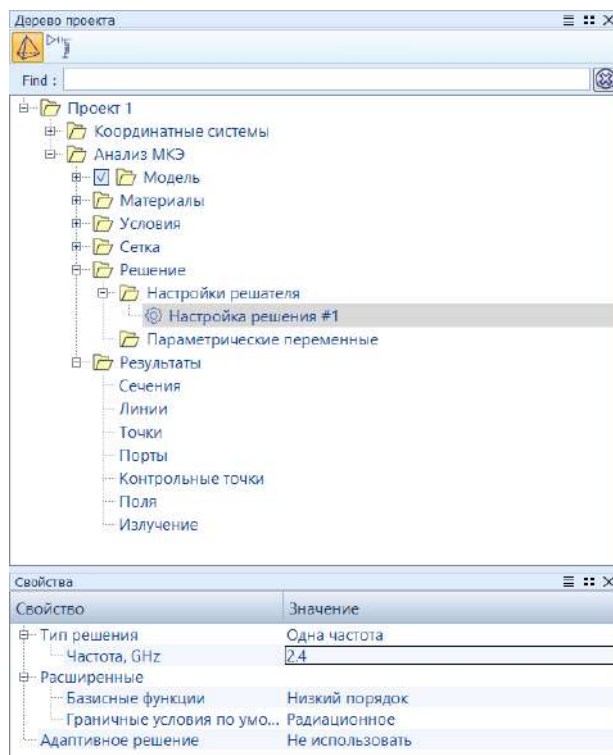 Дерево проекта
Find :
Проект 1
Координатные системы
Анализ МКЭ
Модель
Материалы
Условия
Сетка
Решение
Настройки решателя
Настройка решения #1
Параметрические переменные
Результаты
Сечения
Линии
Точки
Порты
Контрольные точки
Поля
Излучение
Свойства
Свойство Значение
Тип решения Одна частота
Частота, GHz 2.4
Расширенные
Базисные функции Низкий порядок
Граничные условия по умо... Радиационное
Адаптивное решение Не использовать